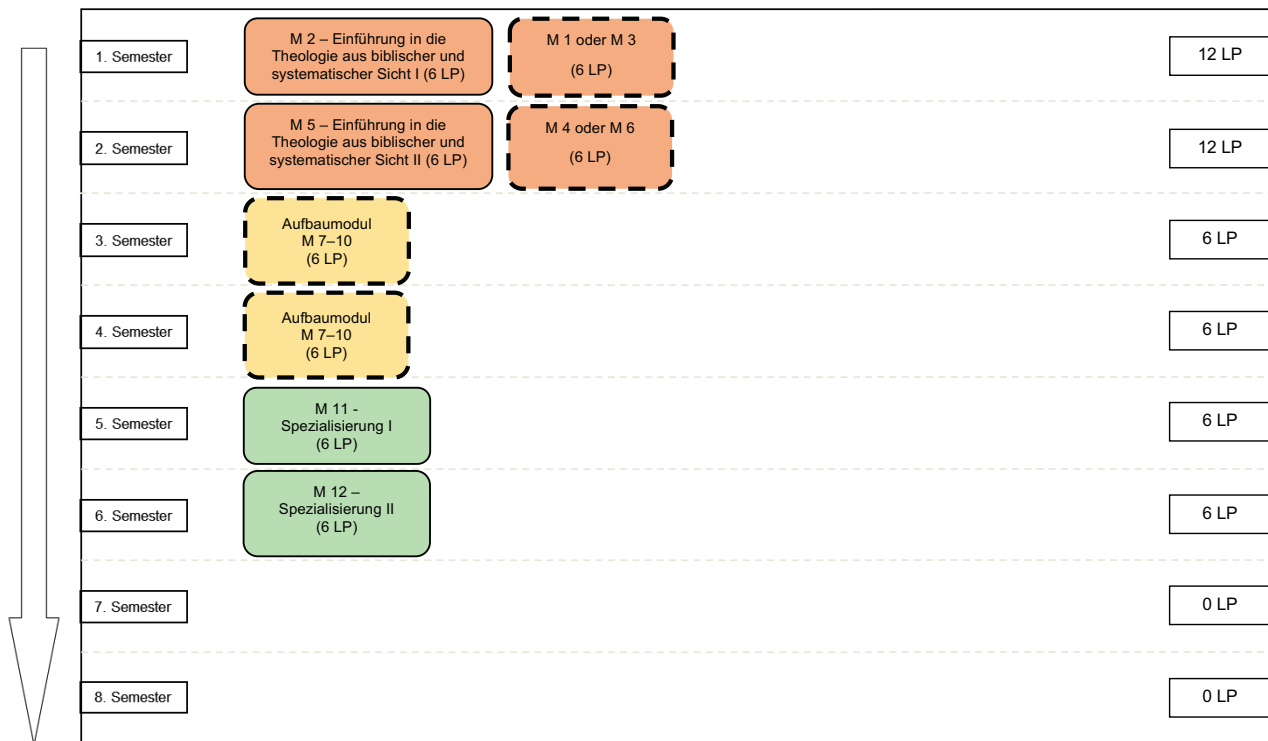 1. Semester
M 2 – Einführung in die
Theologie aus biblischer und
systematischer Sicht I (6 LP)
M 1 oder M 3
(6 LP)
12 LP
2. Semester
M 5 – Einführung in die
Theologie aus biblischer und
systematischer Sicht II (6 LP)
M 4 oder M 6
(6 LP)
12 LP
3. Semester
Aufbaumodul
M 7–10
(6 LP)
6 LP
4. Semester
Aufbaumodul
M 7–10
(6 LP)
6 LP
5. Semester
M 11 -
Spezialisierung I
(6 LP)
6 LP
6. Semester
M 12 –
Spezialisierung II
(6 LP)
6 LP
7. Semester
0 LP
8. Semester
0 LP